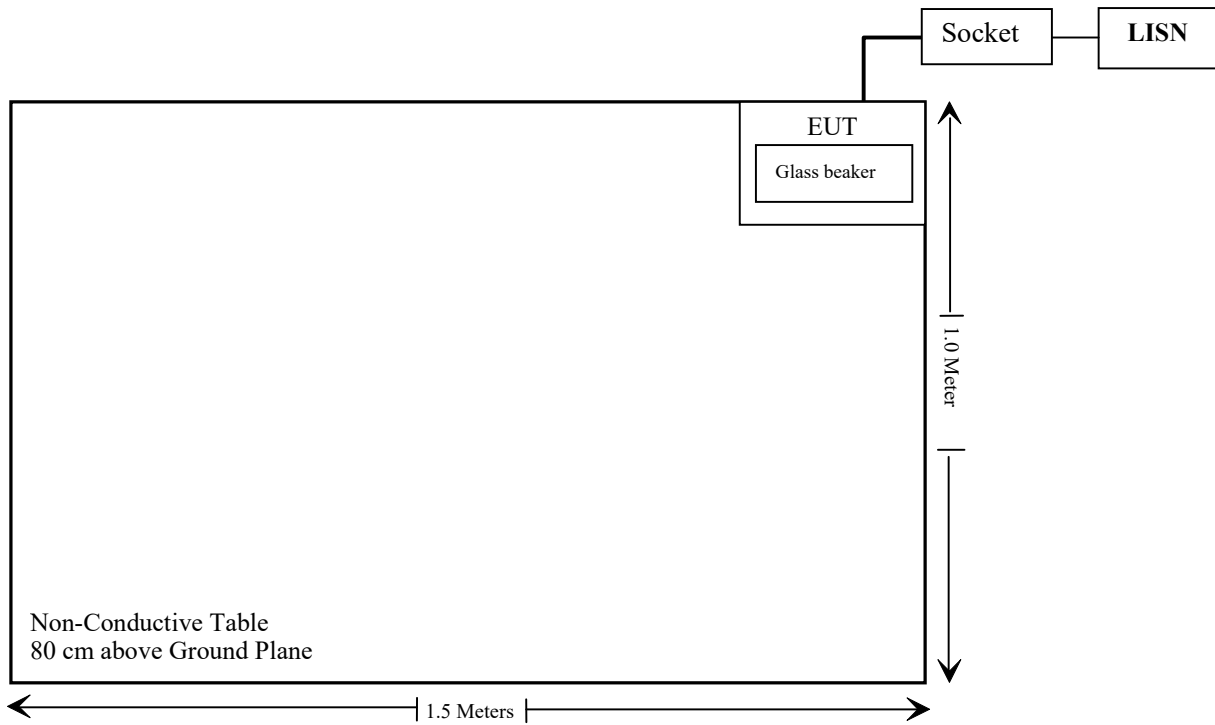 Socket
LISN
EUT
Glass beaker
1.0 Meter
Non-Conductive Table
80 cm above Ground Plane
1.5 Meters